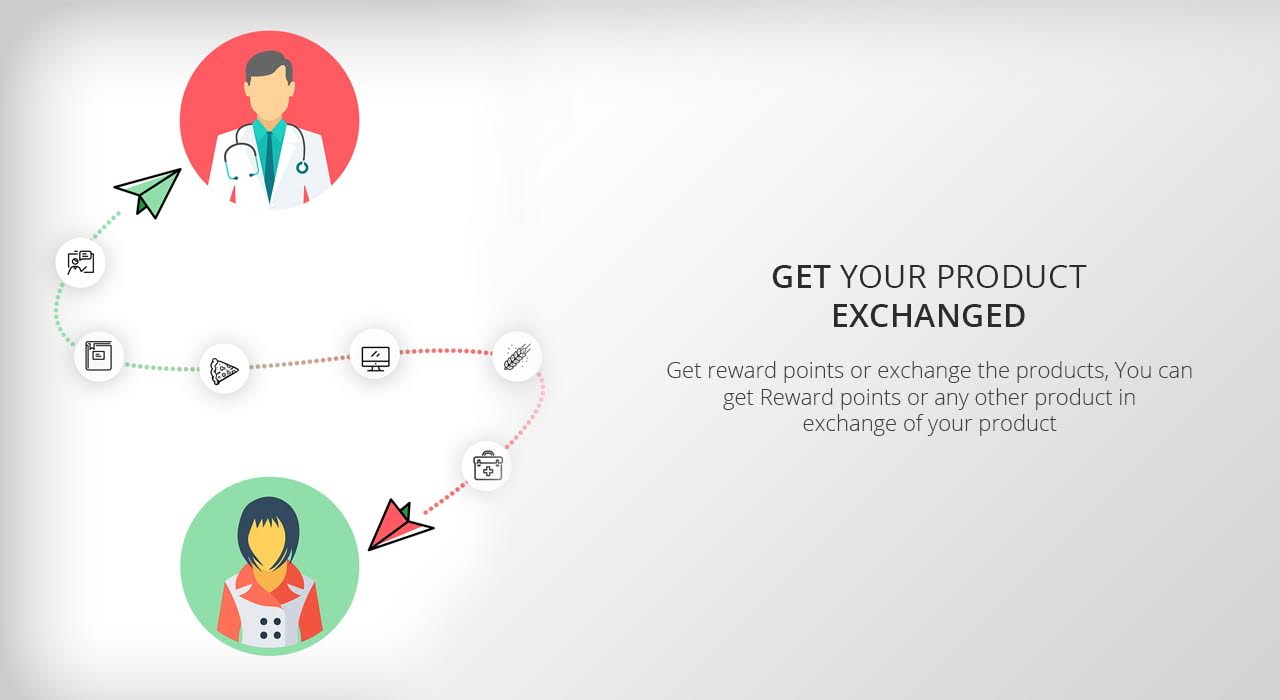 GET YOUR PRODUCT
EXCHANGED
Get reward points or exchange the products, You can
get Reward points or any other product in
exchange of your product